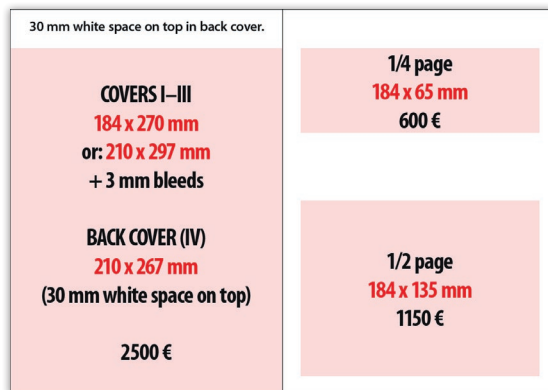 30 mm white space on top in back cover.
COVERS I–III
184 x 270 mm
or: 210 x 297 mm
+ 3 mm bleeds
BACK COVER (IV)
210 x 267 mm
(30 mm white space on top)
2500 €
1/4 page
184 x 65 mm
600 €
1/2 page
184 x 135 mm
1150 €